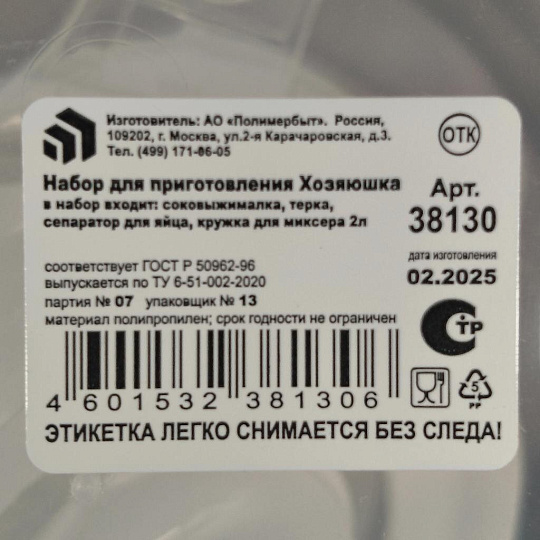 Изготовитель: АО «Полимербыт». Россия,
109202, г. Москва, ул.2-я Карачаровская, д.3.
Тел. (499) 171-06-05
ОТК
Набор для приготовления Хозяюшка
в набор входит: соковыжималка, терка,
сепаратор для яйца, кружка для миксера 2л
Арт.
38130
дата изготовления
02.2025
соответствует ГОСТ Р 50962-96
выпускается по ТУ 6-51-002-2020
партия № 07 упаковщик № 13
материал полипропилен; срок годности не ограничен
СТР
4 601532 381306
5
PP
ЭТИКЕТКА ЛЕГКО СНИМАЕТСЯ БЕЗ СЛЕДА!